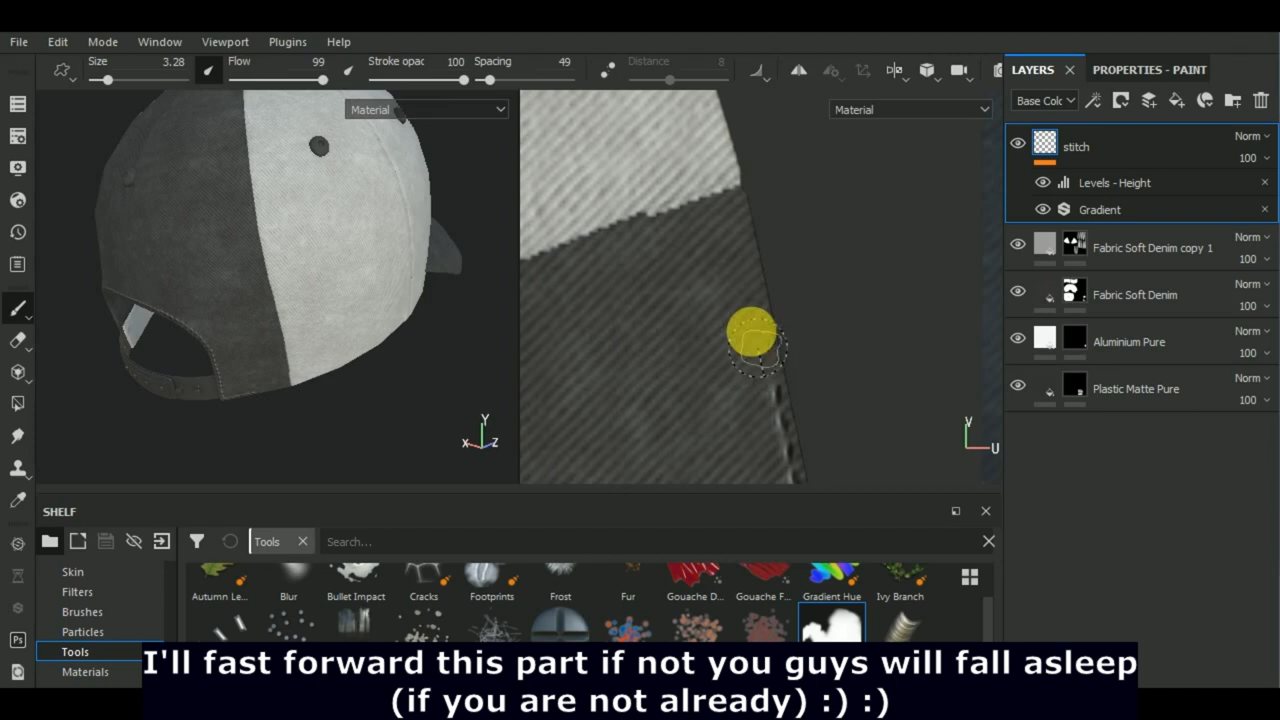 File Edit Mode Window Viewport Plugins Help
Size 3.28 Flow 99 Stroke opac 100 Spacing 49 Distance 8
LAYERS PROPERTIES - PAINT
Material
Material
Base Colc
stitch Norm 100
Levels - Height
Gradient
Fabric Soft Denim copy 1 Norm 100
Fabric Soft Denim Norm 100
Aluminium Pure Norm 100
Plastic Matte Pure Norm 100
Y
X Z
V
U
SHELF
Tools Search...
Skin
Filters
Brushes
Particles
Tools
Materials
Autumn Le... Blur Bullet Impact Cracks Footprints Frost Fur Gouache D... Gouache F... Gradient Hue Ivy Branch
Ps
I'll fast forward this part if not you guys will fall asleep
(if you are not already) :) :)